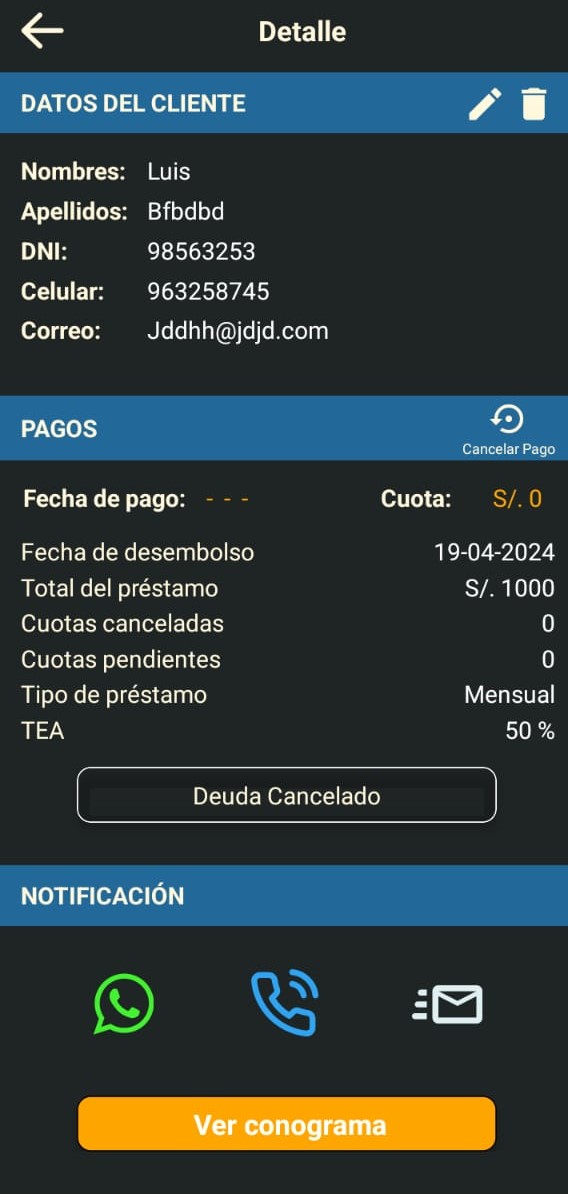 Detalle
DATOS DEL CLIENTE
Nombres: Luis
Apellidos: Bfbdbd
DNI: 98563253
Celular: 963258745
Correo: Jddhh@jdjd.com
PAGOS
Cancelar Pago
Fecha de pago: - - - Cuota: S/. 0
Fecha de desembolso 19-04-2024
Total del préstamo S/. 1000
Cuotas canceladas 0
Cuotas pendientes 0
Tipo de préstamo Mensual
TEA 50 %
Deuda Cancelado
NOTIFICACIÓN
Ver conograma